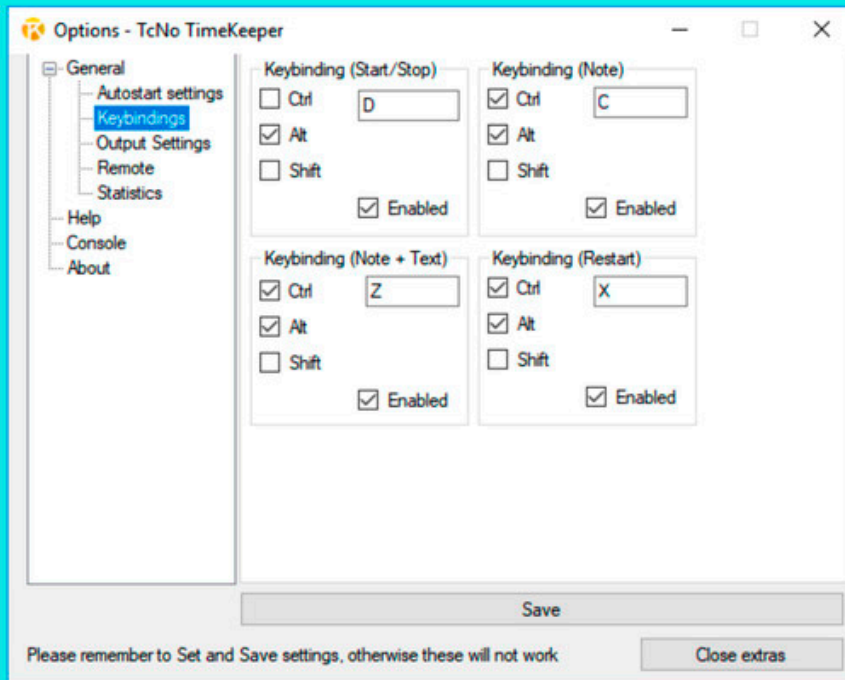 Options - TcNo TimeKeeper
General
Autostart settings
Keybindings
Output Settings
Remote
Statistics
Help
Console
About
Keybinding (Start/Stop)
Ctrl
D
Alt
Shift
Enabled
Keybinding (Note)
Ctrl
C
Alt
Shift
Enabled
Keybinding (Note + Text)
Ctrl
Z
Alt
Shift
Enabled
Keybinding (Restart)
Ctrl
X
Alt
Shift
Enabled
Save
Please remember to Set and Save settings, otherwise these will not work
Close extras